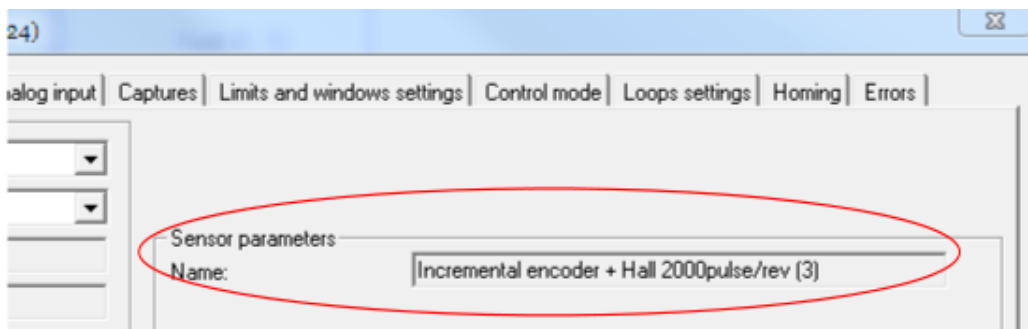 24)
alog input Captures Limits and windows settings Control mode Loops settings Homing Errors
Sensor parameters
Name: Incremental encoder + Hall 2000pulse/rev (3)